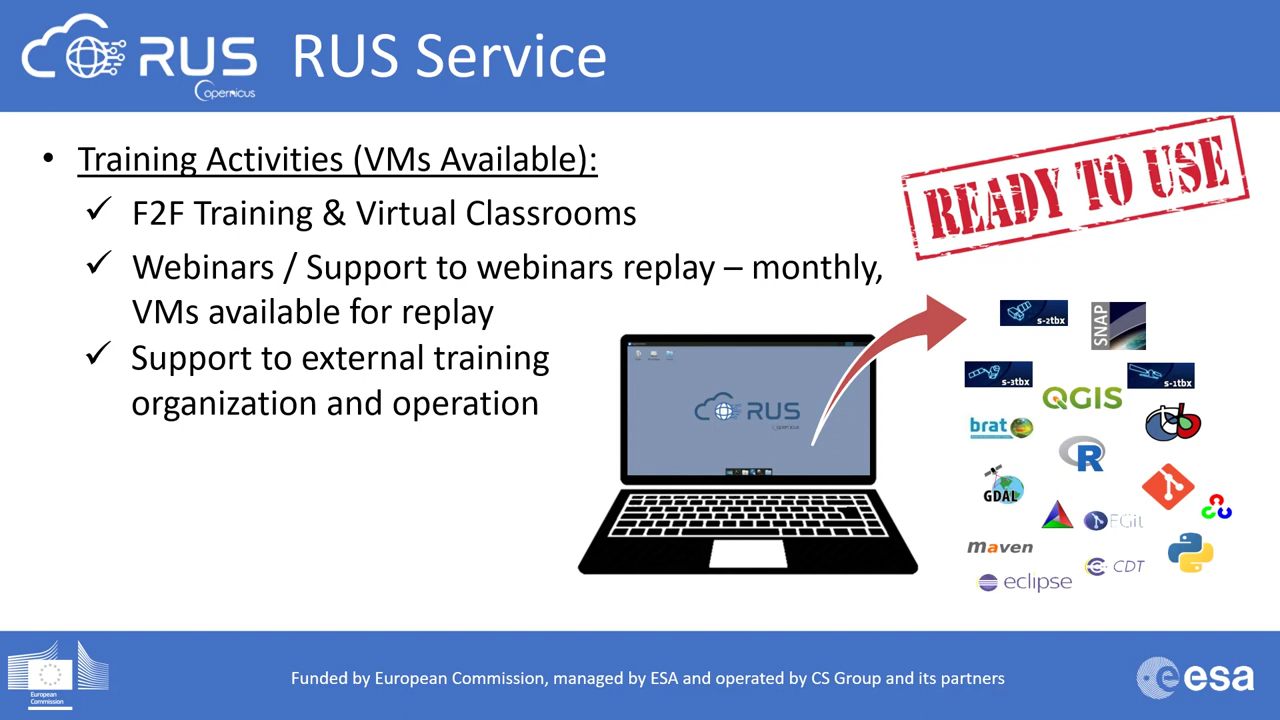 RUS
Copernicus
RUS Service
• Training Activities (VMs Available):
✓ F2F Training & Virtual Classrooms
✓ Webinars / Support to webinars replay – monthly,
VMs available for replay
✓ Support to external training
organization and operation
READY TO USE
RUS
Copernicus
s-2tbx
SNAP
s-3tbx
s-1tbx
QGIS
brat
R
GDAL
EGit
maven
CDT
eclipse
European
Commission
Funded by European Commission, managed by ESA and operated by CS Group and its partners
esa